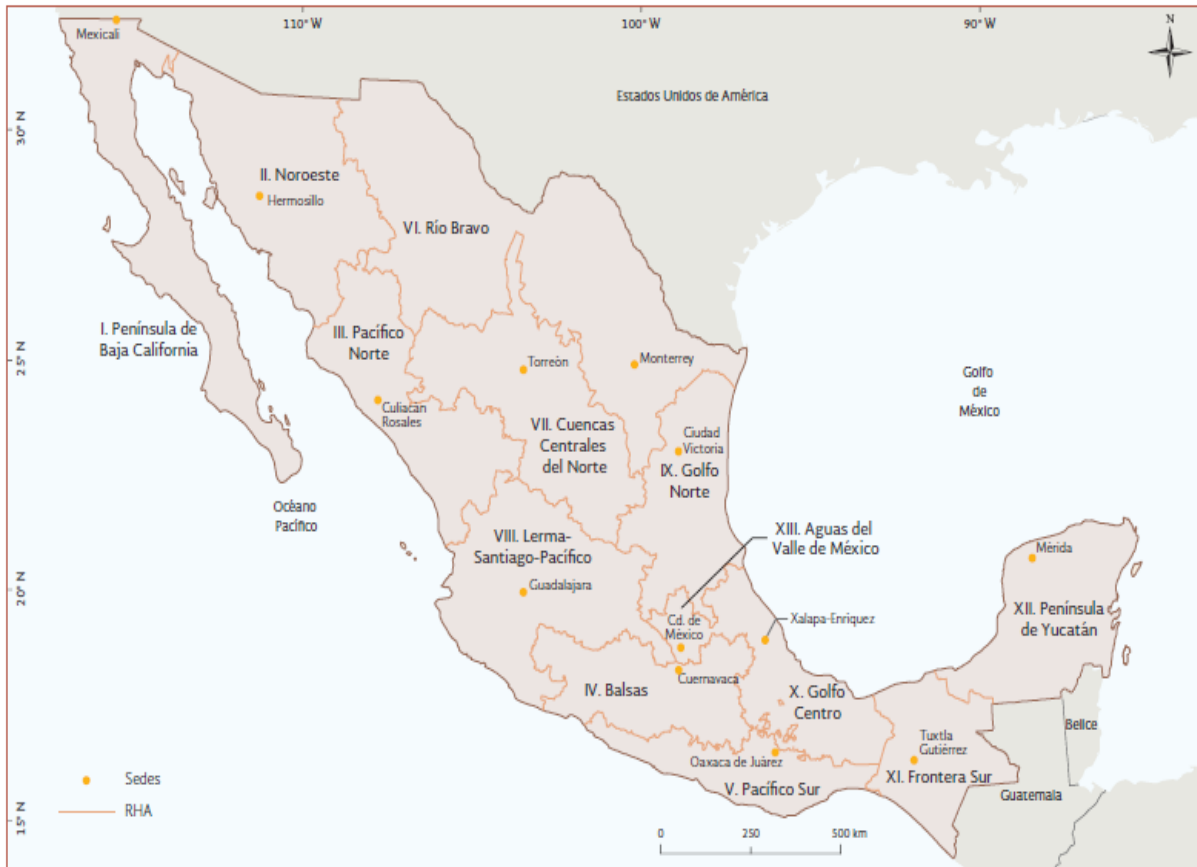 110°W
100°W
90°W
N
Mexicali
Estados Unidos de América
30°N
II. Noroeste
Hermosillo
VI. Río Bravo
I. Península de
Baja California
III. Pacífico
Norte
25°N
Torreón
Monterrey
Golfo
de
México
Culiacán
Rosales
VII. Cuencas
Centrales
del Norte
Ciudad
Victoria
IX. Golfo
Norte
Océano
Pacífico
VIII. Lerma-
Santiago-Pacífico
XIII. Aguas del
Valle de México
Mérida
20°N
Guadalajara
Cd. de
México
Xalapa-Enríquez
XII. Península
de Yucatán
Cuernavaca
IV. Balsas
X. Golfo
Centro
Belice
Tuxtla
Gutiérrez
Oaxaca de Juárez
XI. Frontera Sur
V. Pacífico Sur
Guatemala
Sedes
RHA
15°N
0
250
500 km